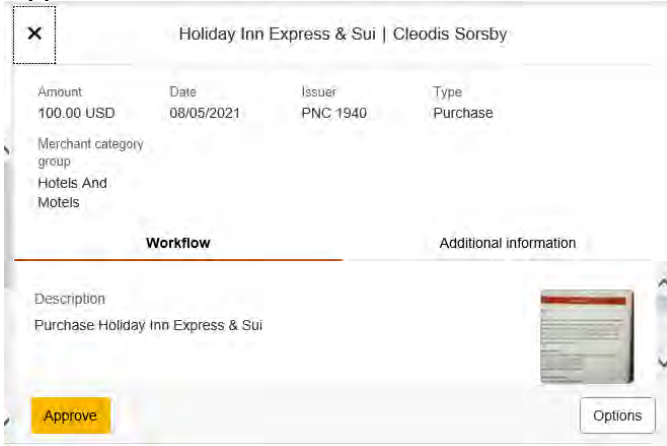 × Holiday Inn Express & Sui | Cleodis Sorsby
Amount Date Issuer Type
100.00 USD 08/05/2021 PNC 1940 Purchase
Merchant category
group
Hotels And
Motels
Workflow Additional information
Description
Purchase Holiday Inn Express & Sui
Approve Options